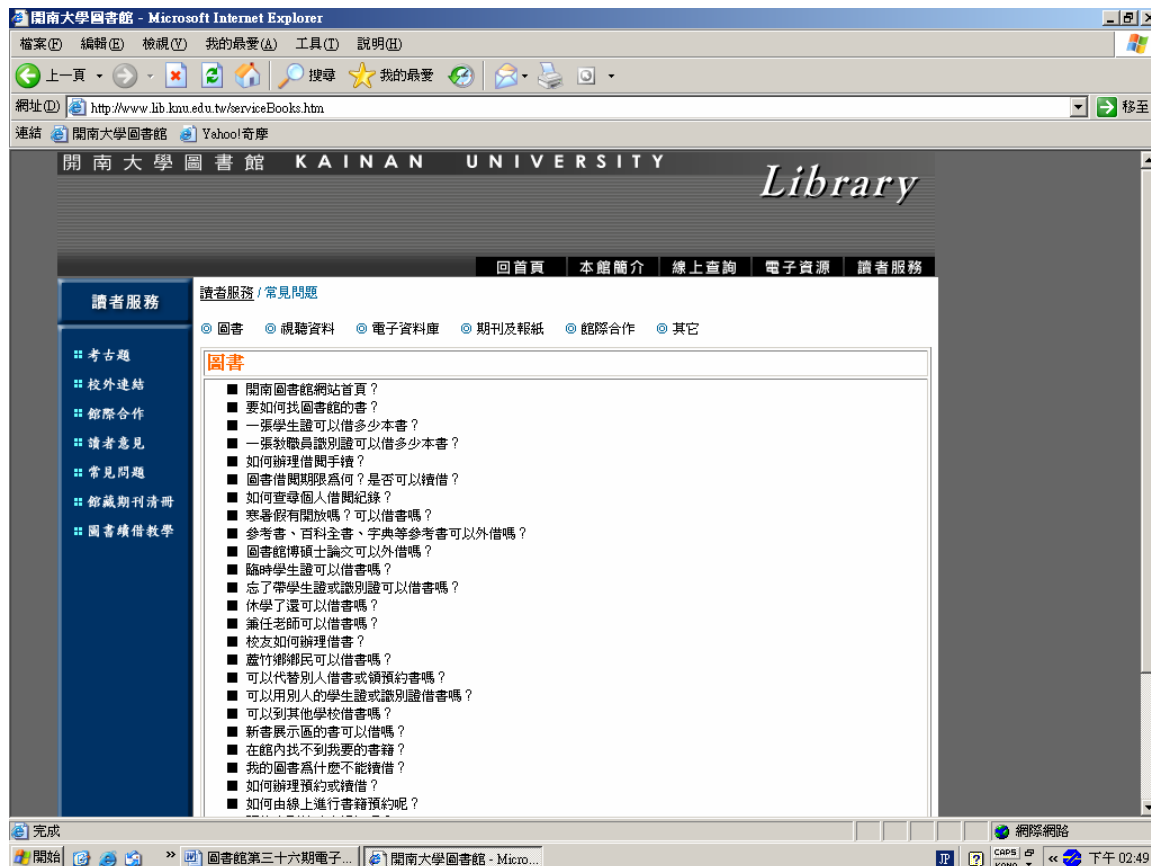 開南大學圖書館 - Microsoft Internet Explorer
檔案(F) 編輯(E) 檢視(V) 我的最愛(A) 工具(T) 說明(H)
上一頁 搜尋 我的最愛
網址(D) http://www.lib.knu.edu.tw/serviceBooks.htm 移至
連結 開南大學圖書館 Yahoo!奇摩
開南大學圖書館 KAINAN UNIVERSITY
Library
回首頁 本館簡介 線上查詢 電子資源 讀者服務
讀者服務
考古題
校外連結
館際合作
讀者意見
常見問題
館藏期刊清冊
圖書續借教學
讀者服務 / 常見問題
◎ 圖書 ◎ 視聽資料 ◎ 電子資料庫 ◎ 期刊及報紙 ◎ 館際合作 ◎ 其它
圖書
■ 開南圖書館網站首頁？
■ 要如何找圖書館的書？
■ 一張學生證可以借多少本書？
■ 一張教職員識別證可以借多少本書？
■ 如何辦理借閱手續？
■ 圖書借閱期限為何？是否可以續借？
■ 如何查尋個人借閱紀錄？
■ 寒暑假有開放嗎？可以借書嗎？
■ 參考書、百科全書、字典等參考書可以外借嗎？
■ 圖書館博碩士論文可以外借嗎？
■ 臨時學生證可以借書嗎？
■ 忘了帶學生證或識別證可以借書嗎？
■ 休學了還可以借書嗎？
■ 兼任老師可以借書嗎？
■ 校友如何辦理借書？
■ 蘆竹鄉鄉民可以借書嗎？
■ 可以代替別人借書或領預約書嗎？
■ 可以用別人的學生證或識別證借書嗎？
■ 可以到其他學校借書嗎？
■ 新書展示區的書可以借嗎？
■ 在館內找不到我要的書籍？
■ 我的圖書為什麼不能續借？
■ 如何辦理預約或續借？
■ 如何由線上進行書籍預約呢？
完成 網際網路
開始 » 圖書館第三十六期電子... 開南大學圖書館 - Micro... JP CAPS KANA « 下午 02:49